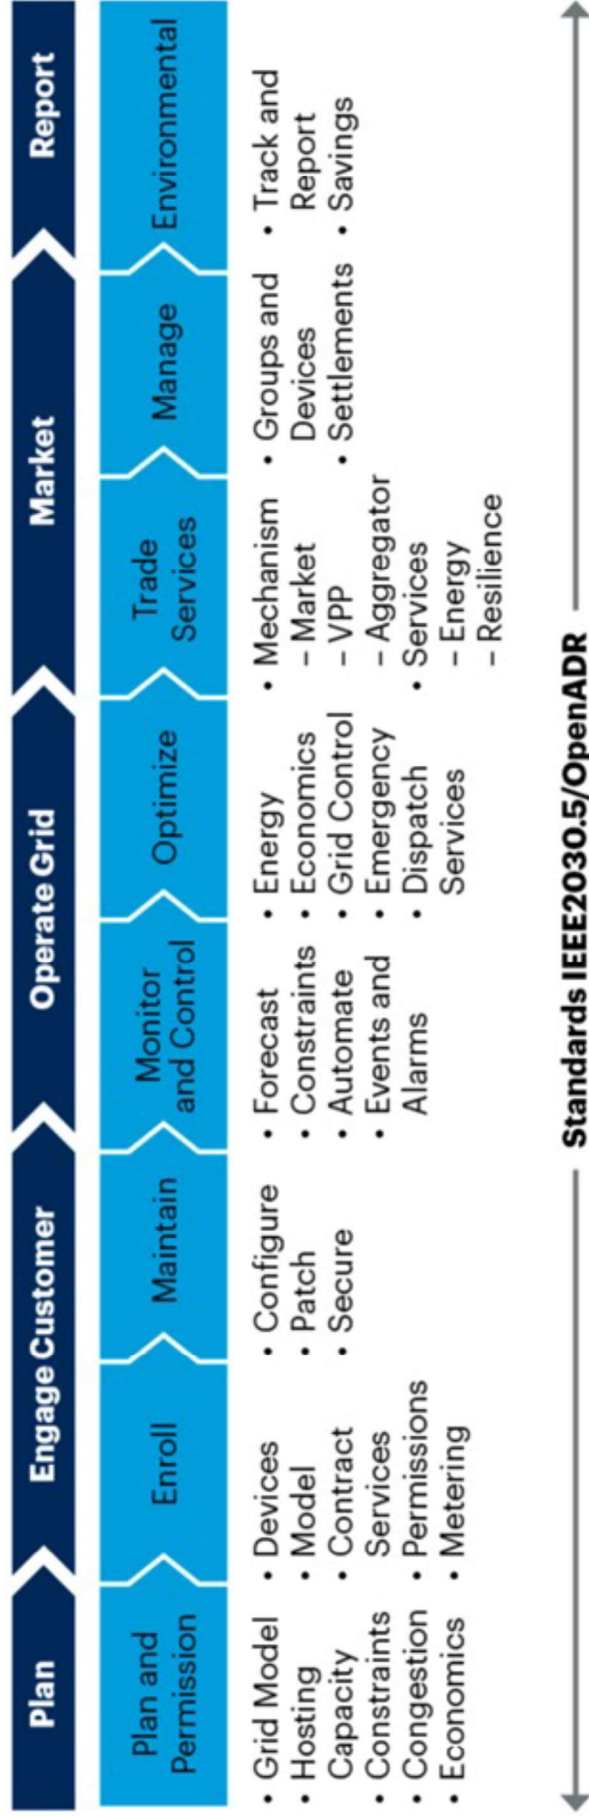 Plan
Engage Customer
Operate Grid
Market
Report
Plan and
Permission
Enroll
Maintain
Monitor
and Control
Optimize
Trade
Services
Manage
Environmental
• Grid Model
• Hosting
Capacity
• Constraints
• Congestion
• Economics
• Devices
• Model
• Contract
Services
• Permissions
• Metering
• Configure
• Patch
• Secure
• Forecast
• Constraints
• Automate
• Events and
Alarms
• Energy
• Economics
• Grid Control
• Emergency
• Dispatch
Services
• Mechanism
– Market
– VPP
– Aggregator
• Services
– Energy
– Resilience
• Groups and
Devices
• Settlements
• Track and
Report
• Savings
Standards IEEE2030.5/OpenADR